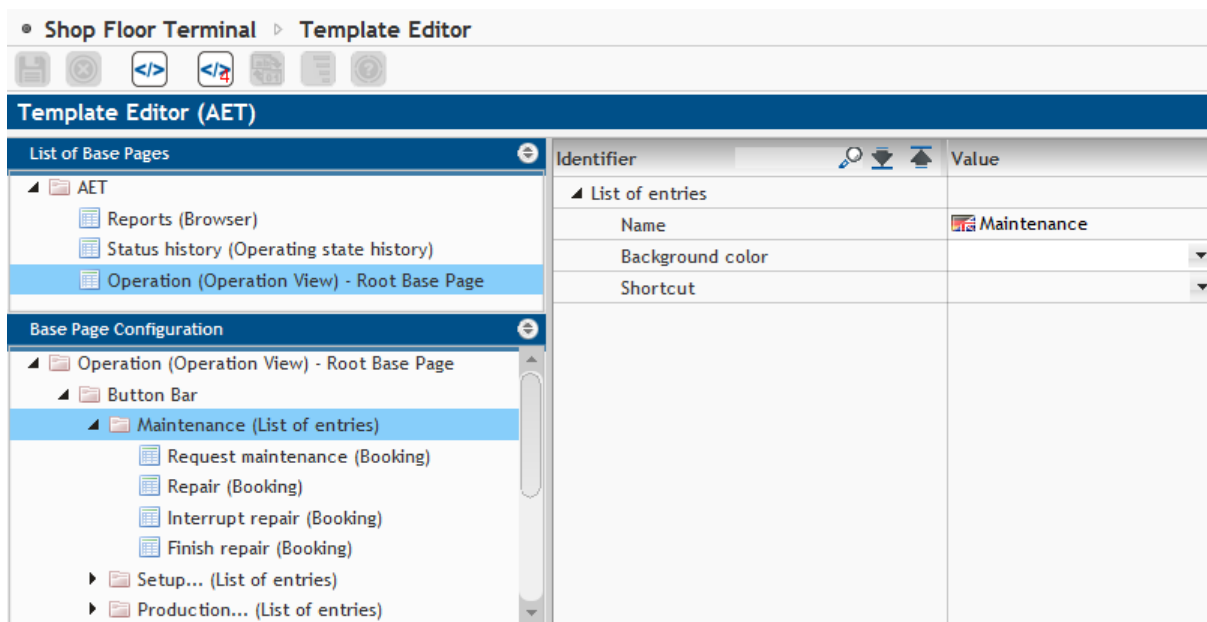 Shop Floor Terminal Template Editor
</> </> 4
Template Editor (AET)
List of Base Pages
AET
Reports (Browser)
Status history (Operating state history)
Operation (Operation View) - Root Base Page
Base Page Configuration
Operation (Operation View) - Root Base Page
Button Bar
Maintenance (List of entries)
Request maintenance (Booking)
Repair (Booking)
Interrupt repair (Booking)
Finish repair (Booking)
Setup... (List of entries)
Production... (List of entries)
Identifier Value
List of entries
Name Maintenance
Background color
Shortcut